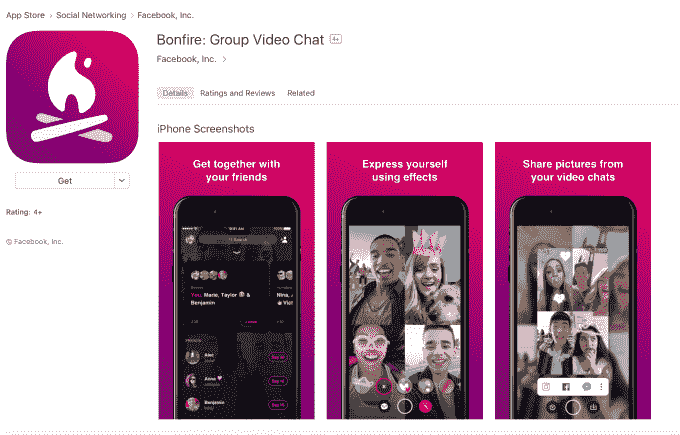 App Store › Social Networking › Facebook, Inc.
Bonfire: Group Video Chat 4+
Facebook, Inc. ›
Details Ratings and Reviews Related
iPhone Screenshots
Get
Rating: 4+
© Facebook, Inc.
Get together with
your friends
Search
You, Marie, Taylor &
Benjamin
Nina,
Alex
Anna
Benjamin
Express yourself
using effects
Share pictures from
your video chats